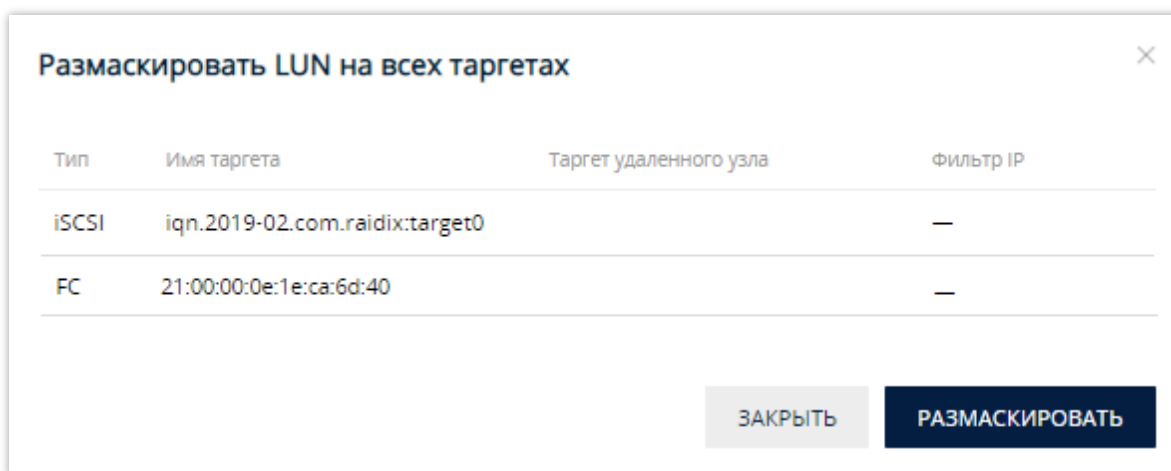 Размаскировать LUN на всех таргетах
Тип Имя таргета Таргет удаленного узла Фильтр IP
iSCSI iqn.2019-02.com.raidix:target0 —
FC 21:00:00:0e:1e:ca:6d:40 —
ЗАКРЫТЬ РАЗМАСКИРОВАТЬ